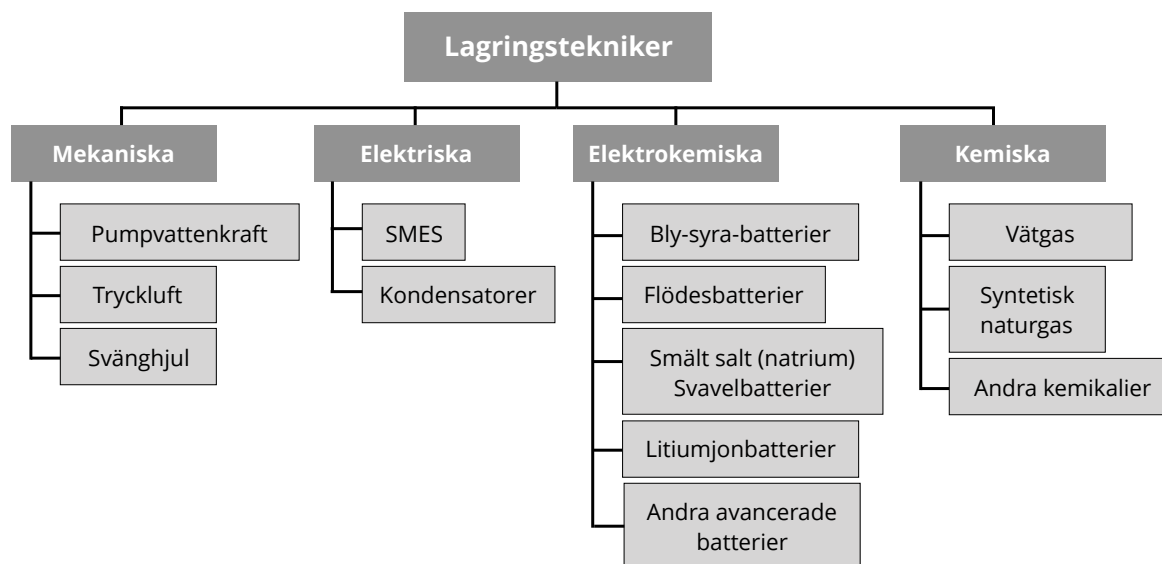 Lagringstekniker
Mekaniska
Pumpvattenkraft
Tryckluft
Svänghjul
Elektriska
SMES
Kondensatorer
Elektrokemiska
Bly-syra-batterier
Flödesbatterier
Smält salt (natrium)
Svavelbatterier
Litiumjonbatterier
Andra avancerade
batterier
Kemiska
Vätgas
Syntetisk
naturgas
Andra kemikalier